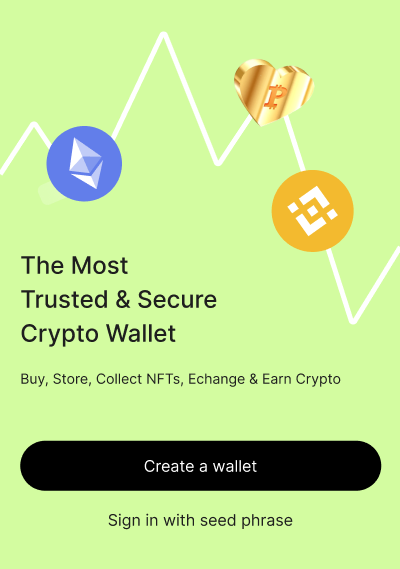 The Most
Trusted & Secure
Crypto Wallet
Buy, Store, Collect NFTs, Echange & Earn Crypto
Create a wallet
Sign in with seed phrase